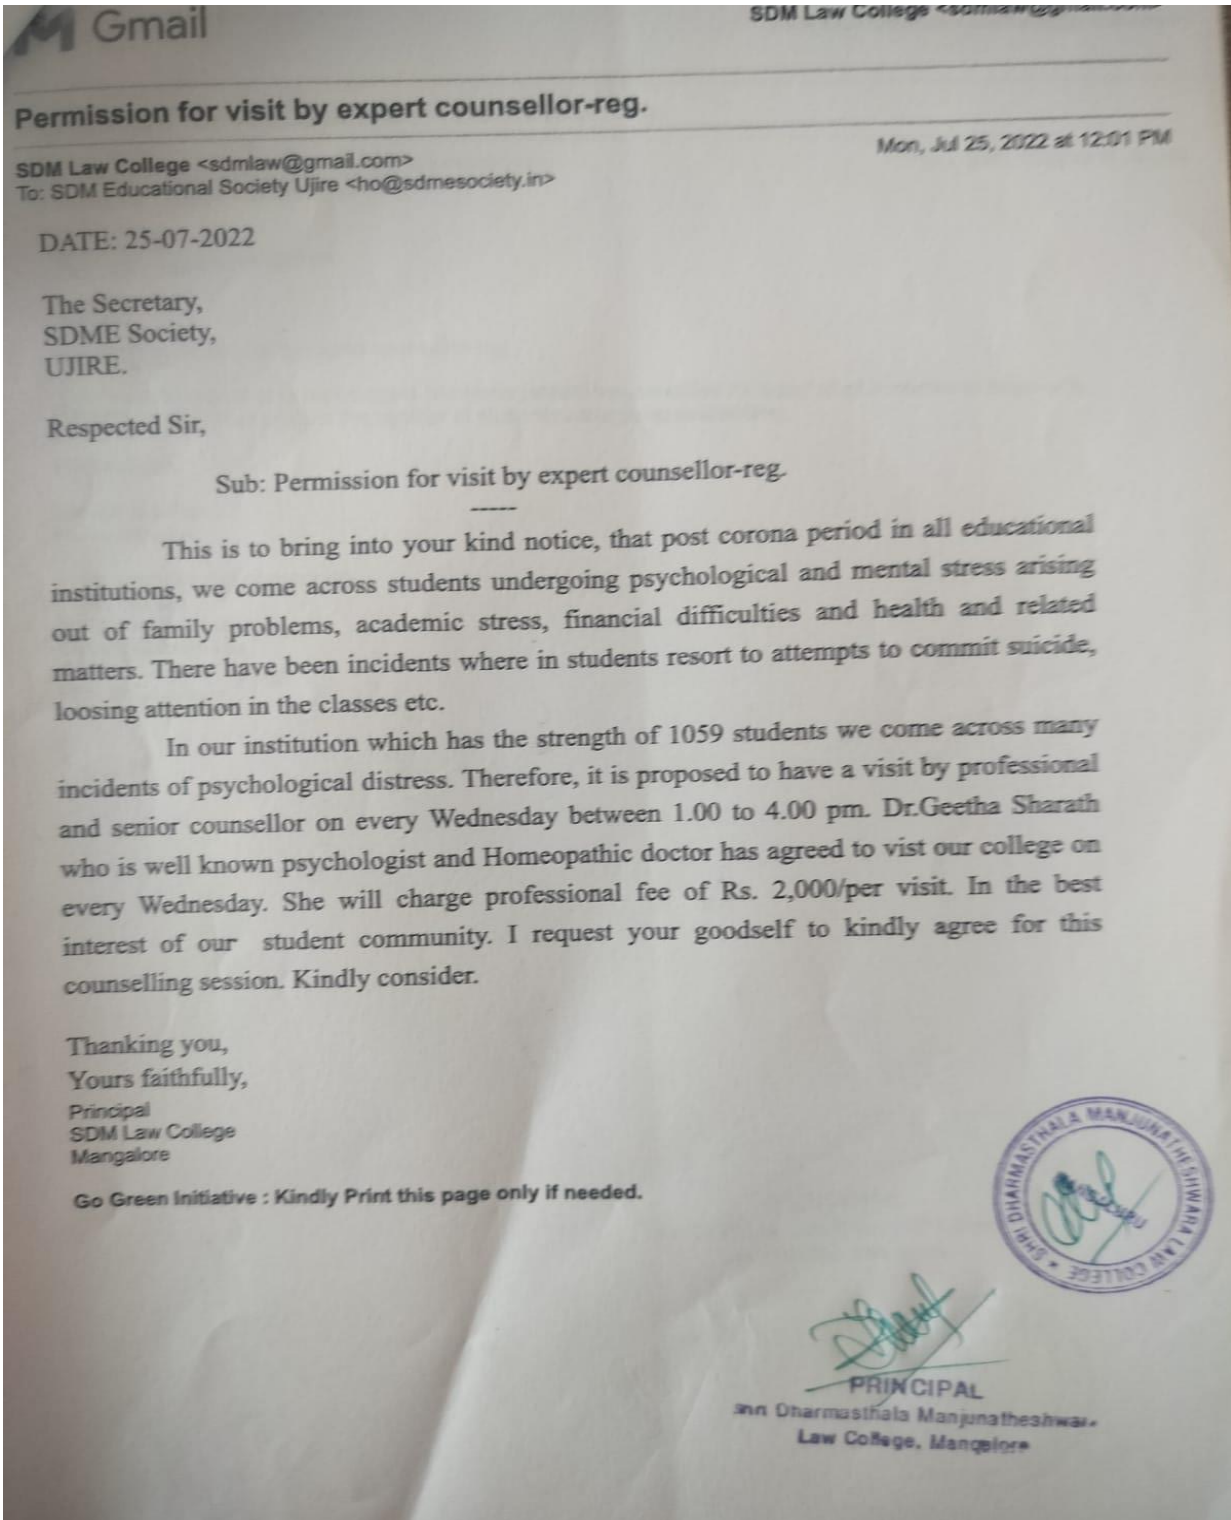 Gmail
SDM Law College <sdmlaw@gmail.com>
Permission for visit by expert counsellor-reg.
SDM Law College <sdmlaw@gmail.com>
Mon, Jul 25, 2022 at 12:01 PM
To: SDM Educational Society Ujire <ho@sdmesociety.in>
DATE: 25-07-2022
The Secretary,
SDME Society,
UJIRE.
Respected Sir,
Sub: Permission for visit by expert counsellor-reg.
-----
This is to bring into your kind notice, that post corona period in all educational
institutions, we come across students undergoing psychological and mental stress arising
out of family problems, academic stress, financial difficulties and health and related
matters. There have been incidents where in students resort to attempts to commit suicide,
loosing attention in the classes etc.
In our institution which has the strength of 1059 students we come across many
incidents of psychological distress. Therefore, it is proposed to have a visit by professional
and senior counsellor on every Wednesday between 1.00 to 4.00 pm. Dr.Geetha Sharath
who is well known psychologist and Homeopathic doctor has agreed to vist our college on
every Wednesday. She will charge professional fee of Rs. 2,000/per visit. In the best
interest of our student community. I request your goodself to kindly agree for this
counselling session. Kindly consider.
Thanking you,
Yours faithfully,
Principal
SDM Law College
Mangalore
Go Green Initiative : Kindly Print this page only if needed.
SHRI DHARMASTHALA MANJUNATHESHWARA LAW COLLEGE *
PRINCIPAL
Dharmasthala Manjunatheshwar
Law College, Mangalore